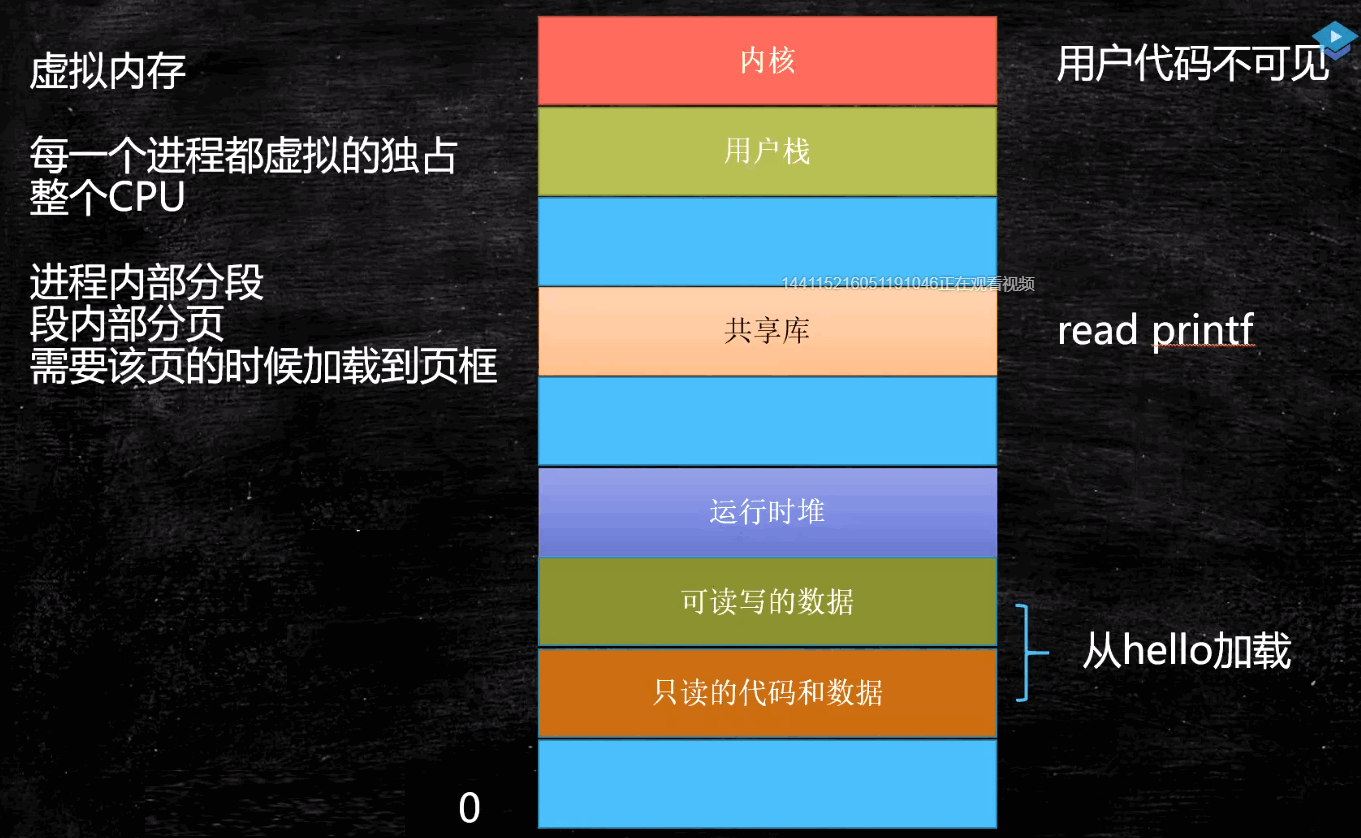 虚拟内存
每一个进程都虚拟的独占
整个CPU
进程内部分段
段内部分页
需要该页的时候加载到页框
内核
用户栈
144115216051191046正在观看视频
共享库
运行时堆
可读写的数据
只读的代码和数据
0
用户代码不可见
read printf
从hello加载